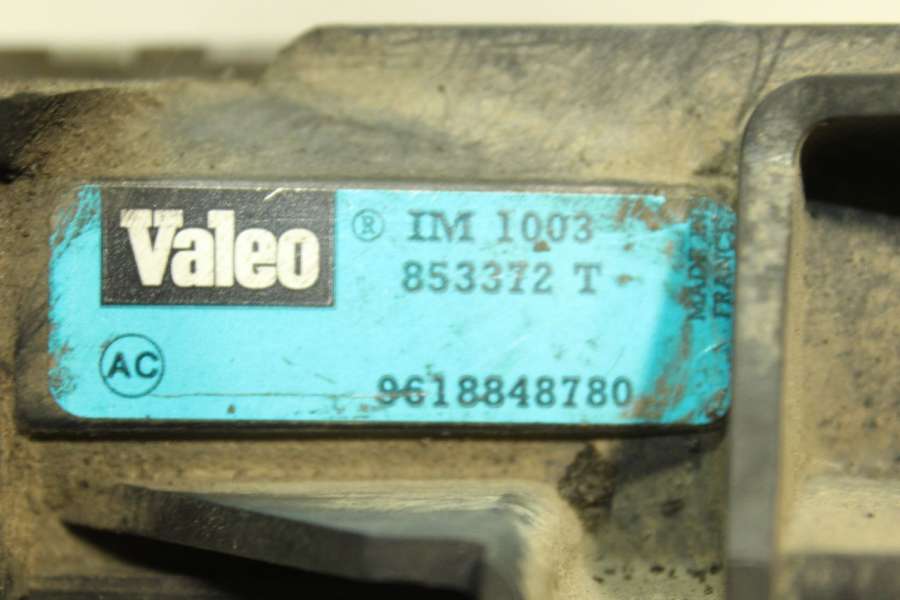 Valeo ® IM 1003
853372 T
MADE IN
FRANCE
AC
9618848780